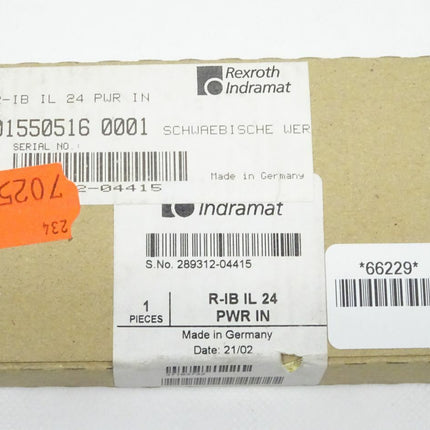 Rexroth
Indramat
R-IB IL 24 PWR IN
01550516 0001 SCHWAEBISCHE WER
SERIAL NO.:
2-04415
Made in Germany
7025
234
Indramat
S.No. 289312-04415
*66229*
1
PIECES
R-IB IL 24
PWR IN
Made in Germany
Date: 21/02